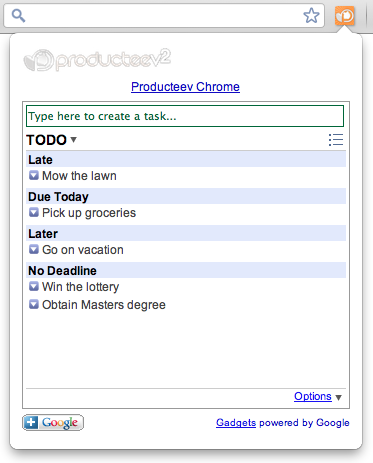 producteev2
Producteev Chrome
Type here to create a task...
TODO
Late
Mow the lawn
Due Today
Pick up groceries
Later
Go on vacation
No Deadline
Win the lottery
Obtain Masters degree
Options
Google
Gadgets powered by Google